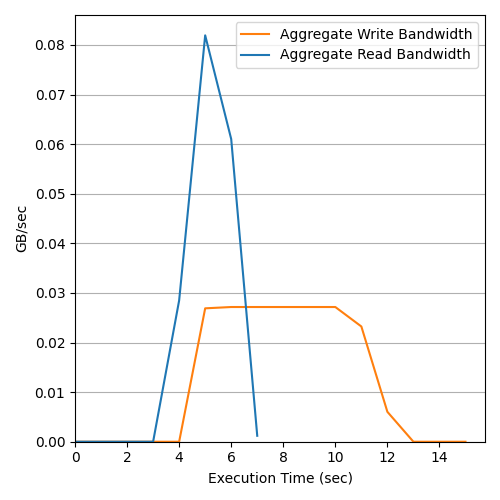 Aggregate Write Bandwidth
Aggregate Read Bandwidth
0.08
0.07
0.06
0.05
0.04
0.03
0.02
0.01
0.00
GB/sec
0 2 4 6 8 10 12 14
Execution Time (sec)